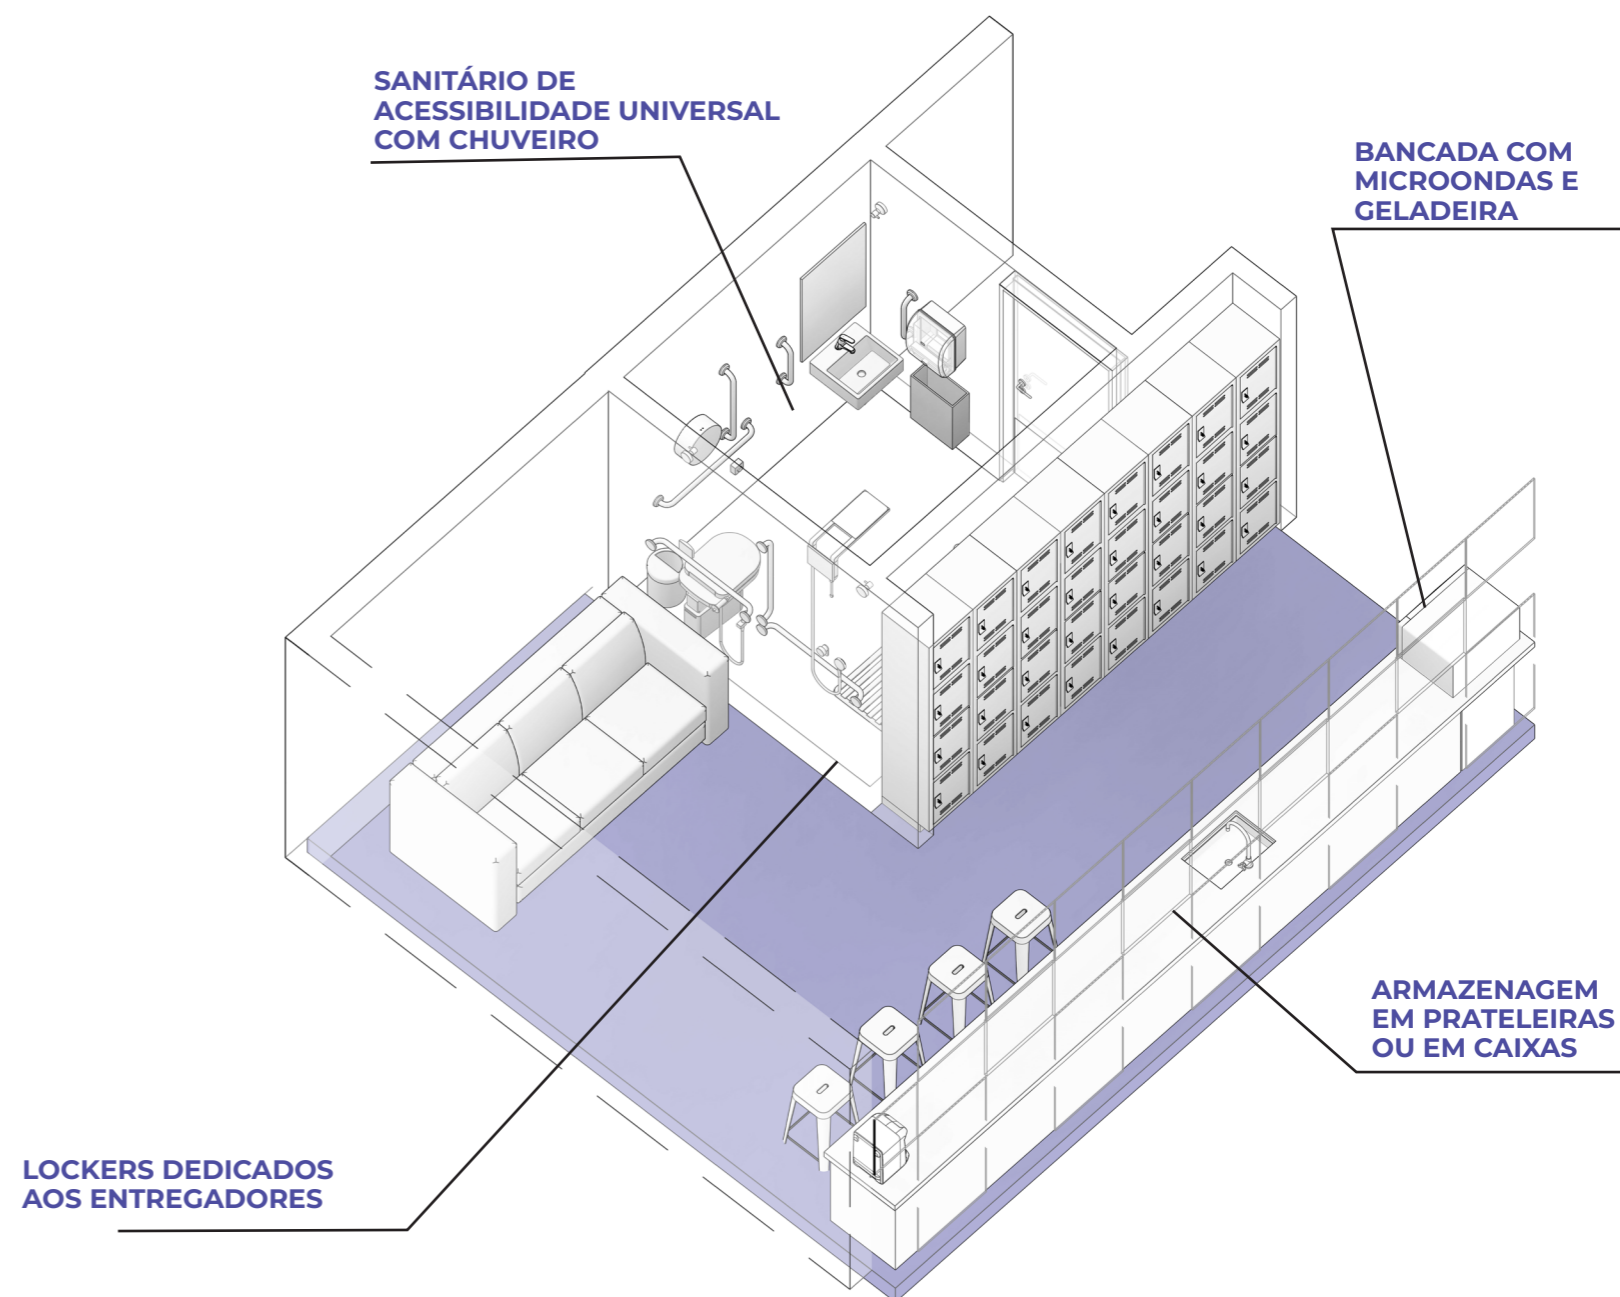 SANITÁRIO DE
ACESSIBILIDADE UNIVERSAL
COM CHUVEIRO
BANCADA COM
MICROONDAS E
GELADEIRA
ARMAZENAGEM
EM PRATELEIRAS
OU EM CAIXAS
LOCKERS DEDICADOS
AOS ENTREGADORES